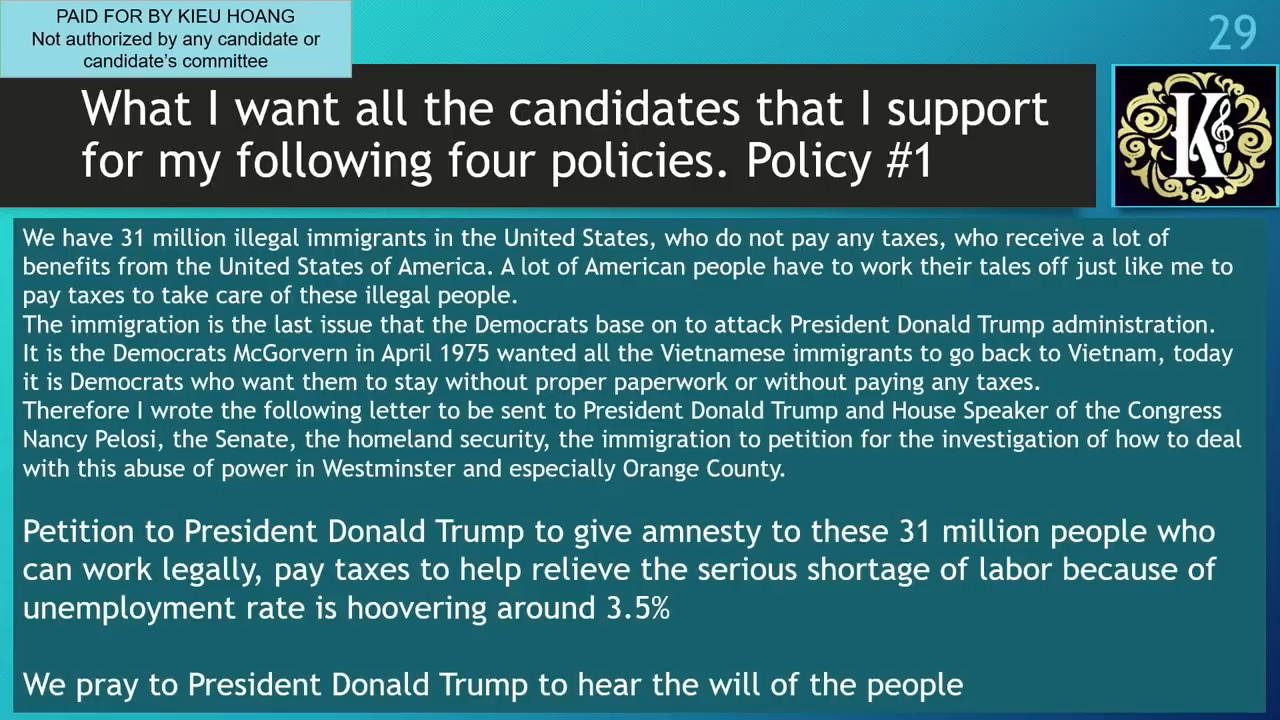 PAID FOR BY KIEU HOANG
Not authorized by any candidate or
candidate's committee
29
What I want all the candidates that I support
for my following four policies. Policy #1
K
We have 31 million illegal immigrants in the United States, who do not pay any taxes, who receive a lot of
benefits from the United States of America. A lot of American people have to work their tales off just like me to
pay taxes to take care of these illegal people.
The immigration is the last issue that the Democrats base on to attack President Donald Trump administration.
It is the Democrats McGorvern in April 1975 wanted all the Vietnamese immigrants to go back to Vietnam, today
it is Democrats who want them to stay without proper paperwork or without paying any taxes.
Therefore I wrote the following letter to be sent to President Donald Trump and House Speaker of the Congress
Nancy Pelosi, the Senate, the homeland security, the immigration to petition for the investigation of how to deal
with this abuse of power in Westminster and especially Orange County.
Petition to President Donald Trump to give amnesty to these 31 million people who
can work legally, pay taxes to help relieve the serious shortage of labor because of
unemployment rate is hoovering around 3.5%
We pray to President Donald Trump to hear the will of the people